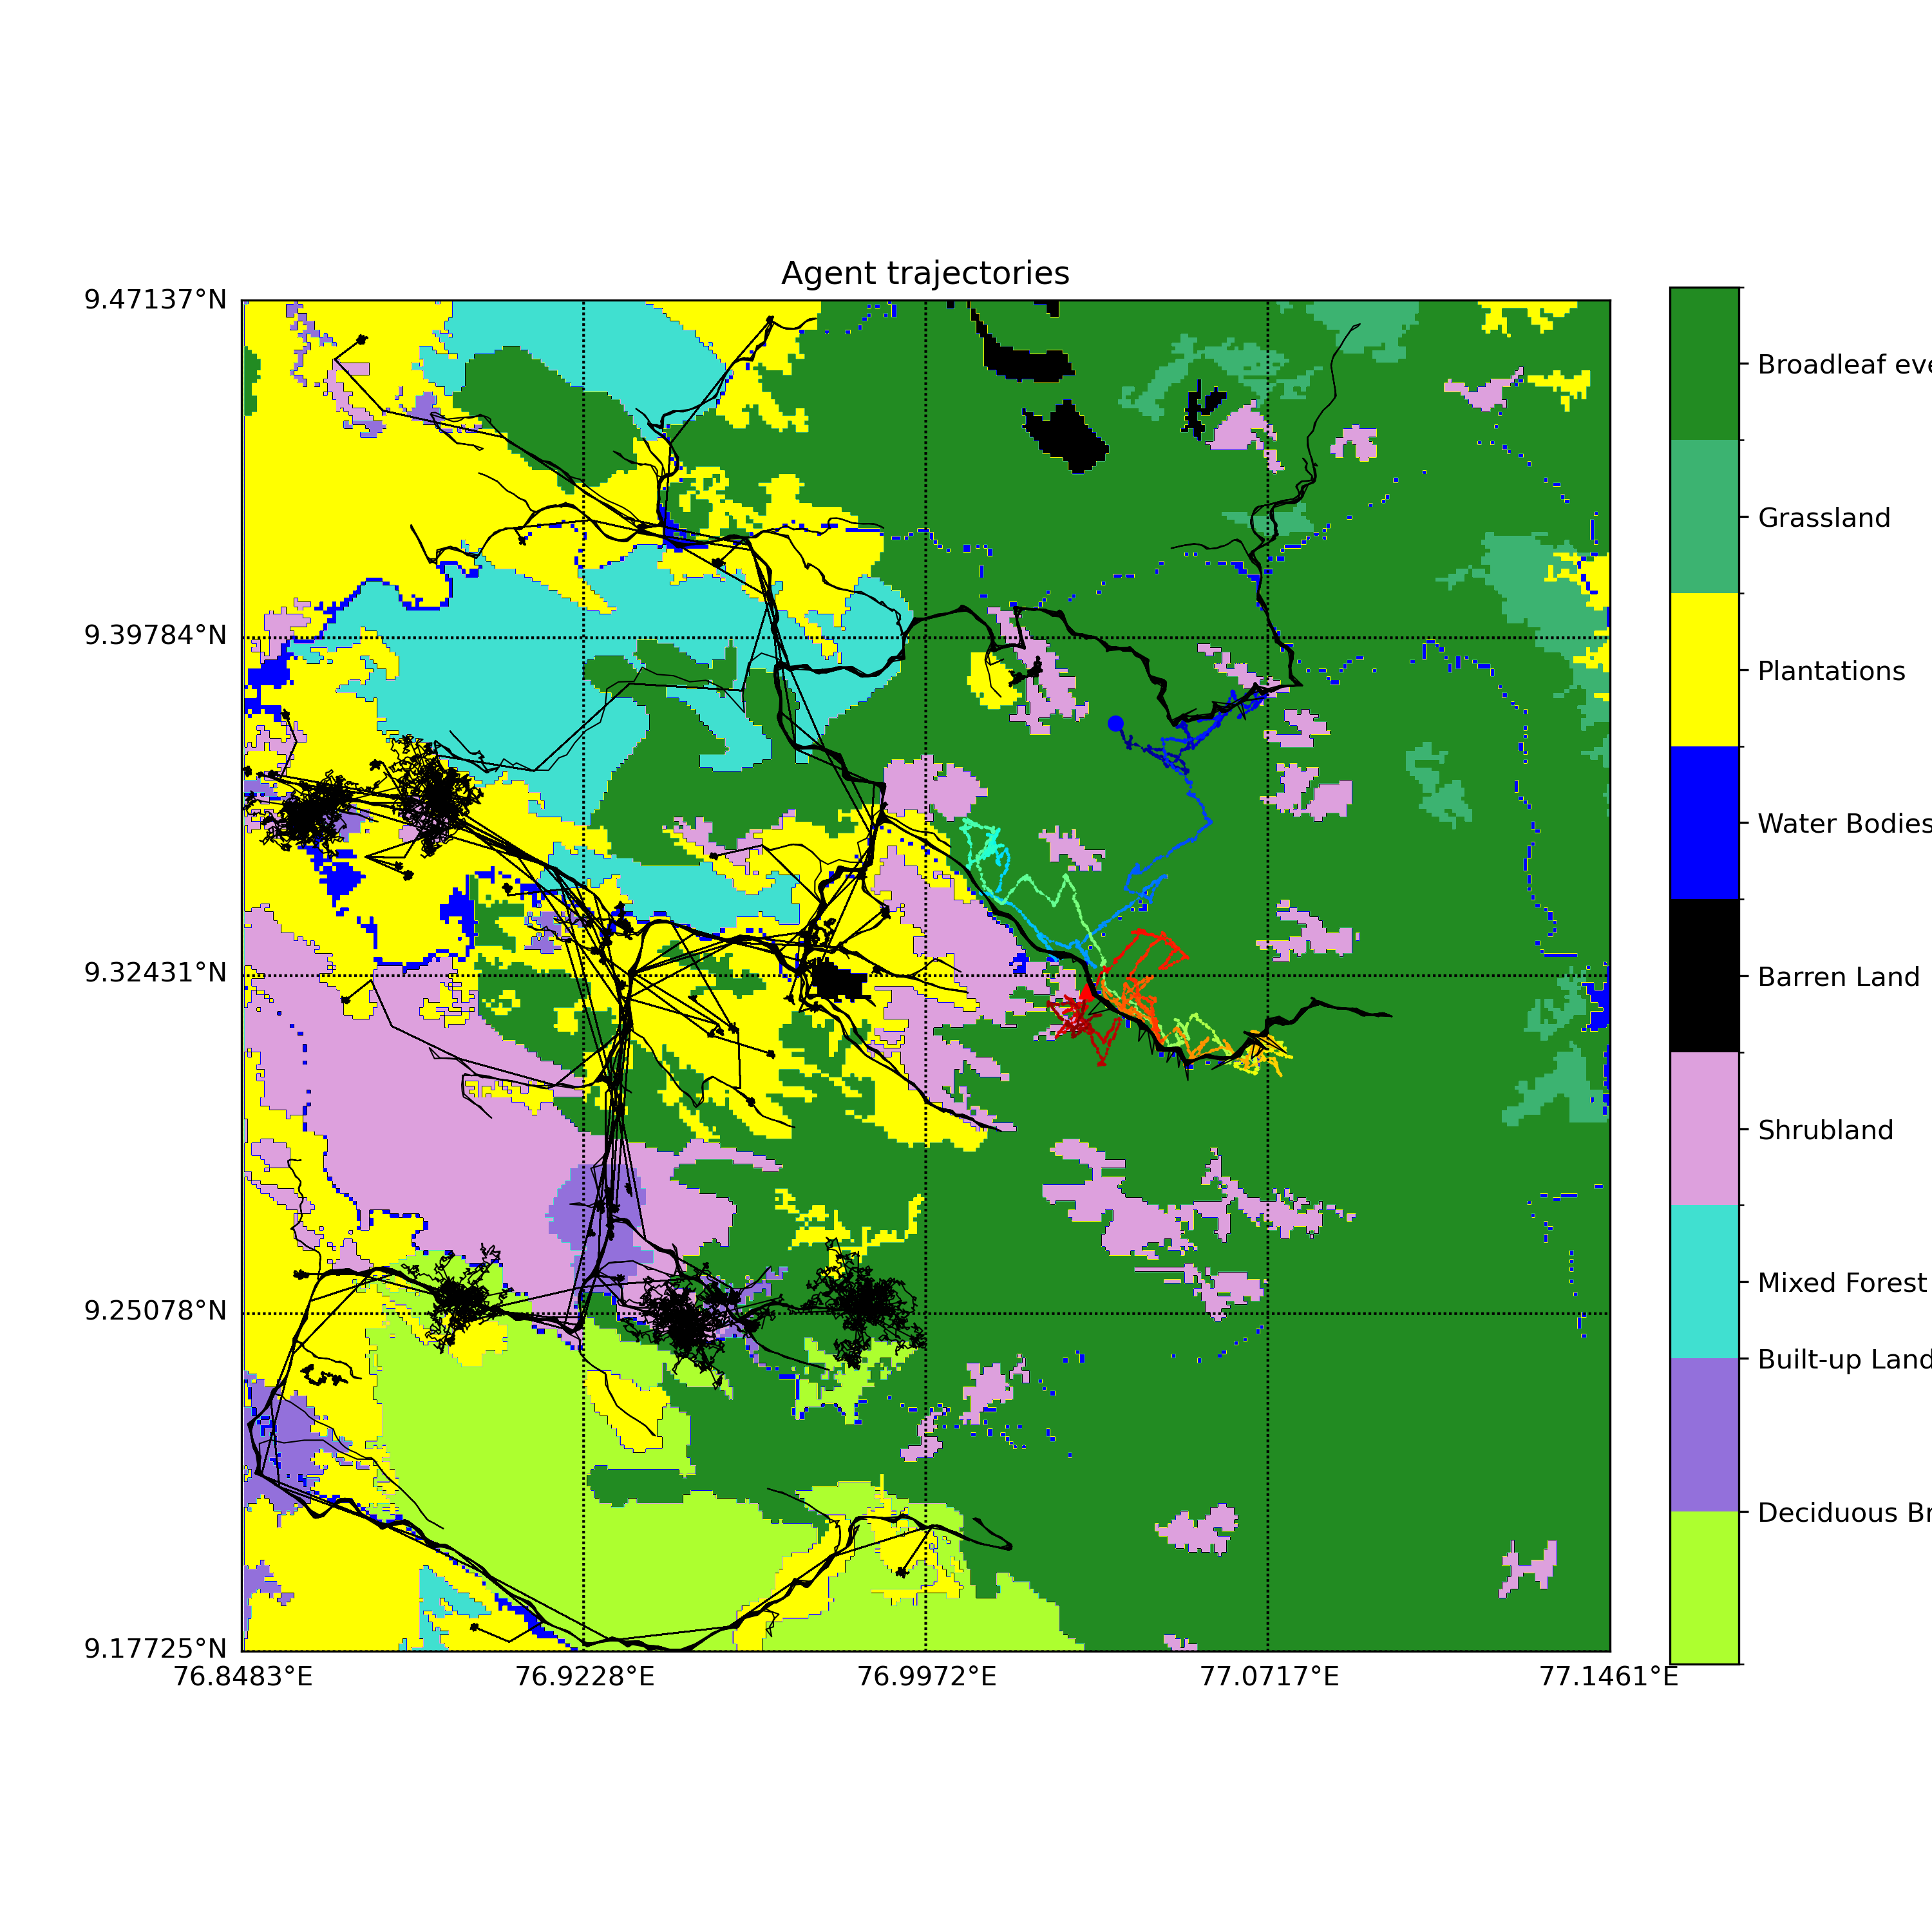 Agent trajectories
9.47137°N
9.39784°N
9.32431°N
9.25078°N
9.17725°N
76.8483°E
76.9228°E
76.9972°E
77.0717°E
77.1461°E
Broadleaf eve
Grassland
Plantations
Water Bodies
Barren Land
Shrubland
Mixed Forest
Built-up Land
Deciduous Br